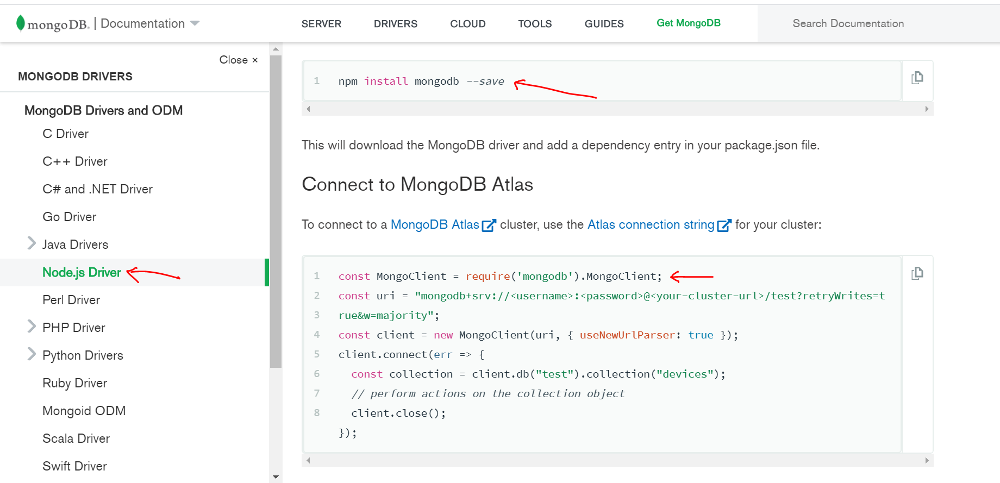 mongoDB. | Documentation
SERVER DRIVERS CLOUD TOOLS GUIDES Get MongoDB Search Documentation
Close ×
MONGODB DRIVERS
MongoDB Drivers and ODM
C Driver
C++ Driver
C# and .NET Driver
Go Driver
Java Drivers
Node.js Driver
Perl Driver
PHP Driver
Python Drivers
Ruby Driver
Mongoid ODM
Scala Driver
Swift Driver
1 npm install mongodb --save
This will download the MongoDB driver and add a dependency entry in your package.json file.
Connect to MongoDB Atlas
To connect to a MongoDB Atlas cluster, use the Atlas connection string for your cluster:
1 const MongoClient = require('mongodb').MongoClient;
2 const uri = "mongodb+srv://<username>:<password>@<your-cluster-url>/test?retryWrites=t
3 rue&w=majority";
4 const client = new MongoClient(uri, { useNewUrlParser: true });
5 client.connect(err => {
6 const collection = client.db("test").collection("devices");
7 // perform actions on the collection object
8 client.close();
});